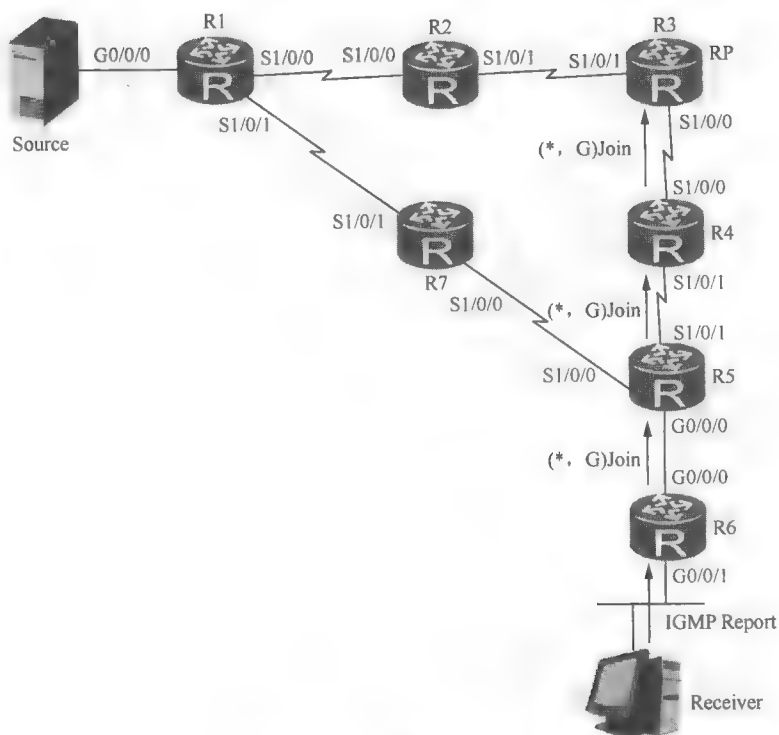 R1
R2
R3
RP
G0/0/0
S1/0/0
S1/0/0
S1/0/1
S1/0/1
Source
S1/0/1
(*, G)Join
S1/0/0
S1/0/0
S1/0/1
R7
R4
S1/0/0
(*, G)Join
S1/0/1
S1/0/1
S1/0/0
R5
G0/0/0
(*, G)Join
G0/0/0
R6
G0/0/1
IGMP Report
Receiver
R
R
R
R
R
R
R